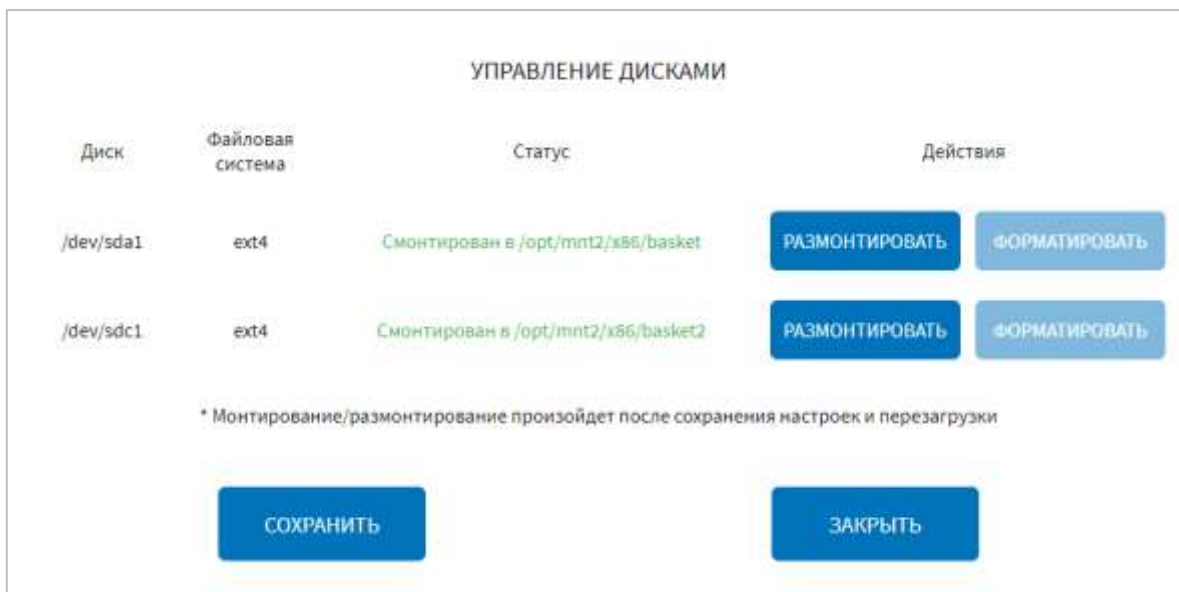 УПРАВЛЕНИЕ ДИСКАМИ
Диск Файловая система Статус Действия
/dev/sda1 ext4 Смонтирован в /opt/mnt2/x86/basket РАЗМОНТИРОВАТЬ ФОРМАТИРОВАТЬ
/dev/sdc1 ext4 Смонтирован в /opt/mnt2/x86/basket2 РАЗМОНТИРОВАТЬ ФОРМАТИРОВАТЬ
* Монтирование/размонтирование произойдет после сохранения настроек и перезагрузки
СОХРАНИТЬ ЗАКРЫТЬ